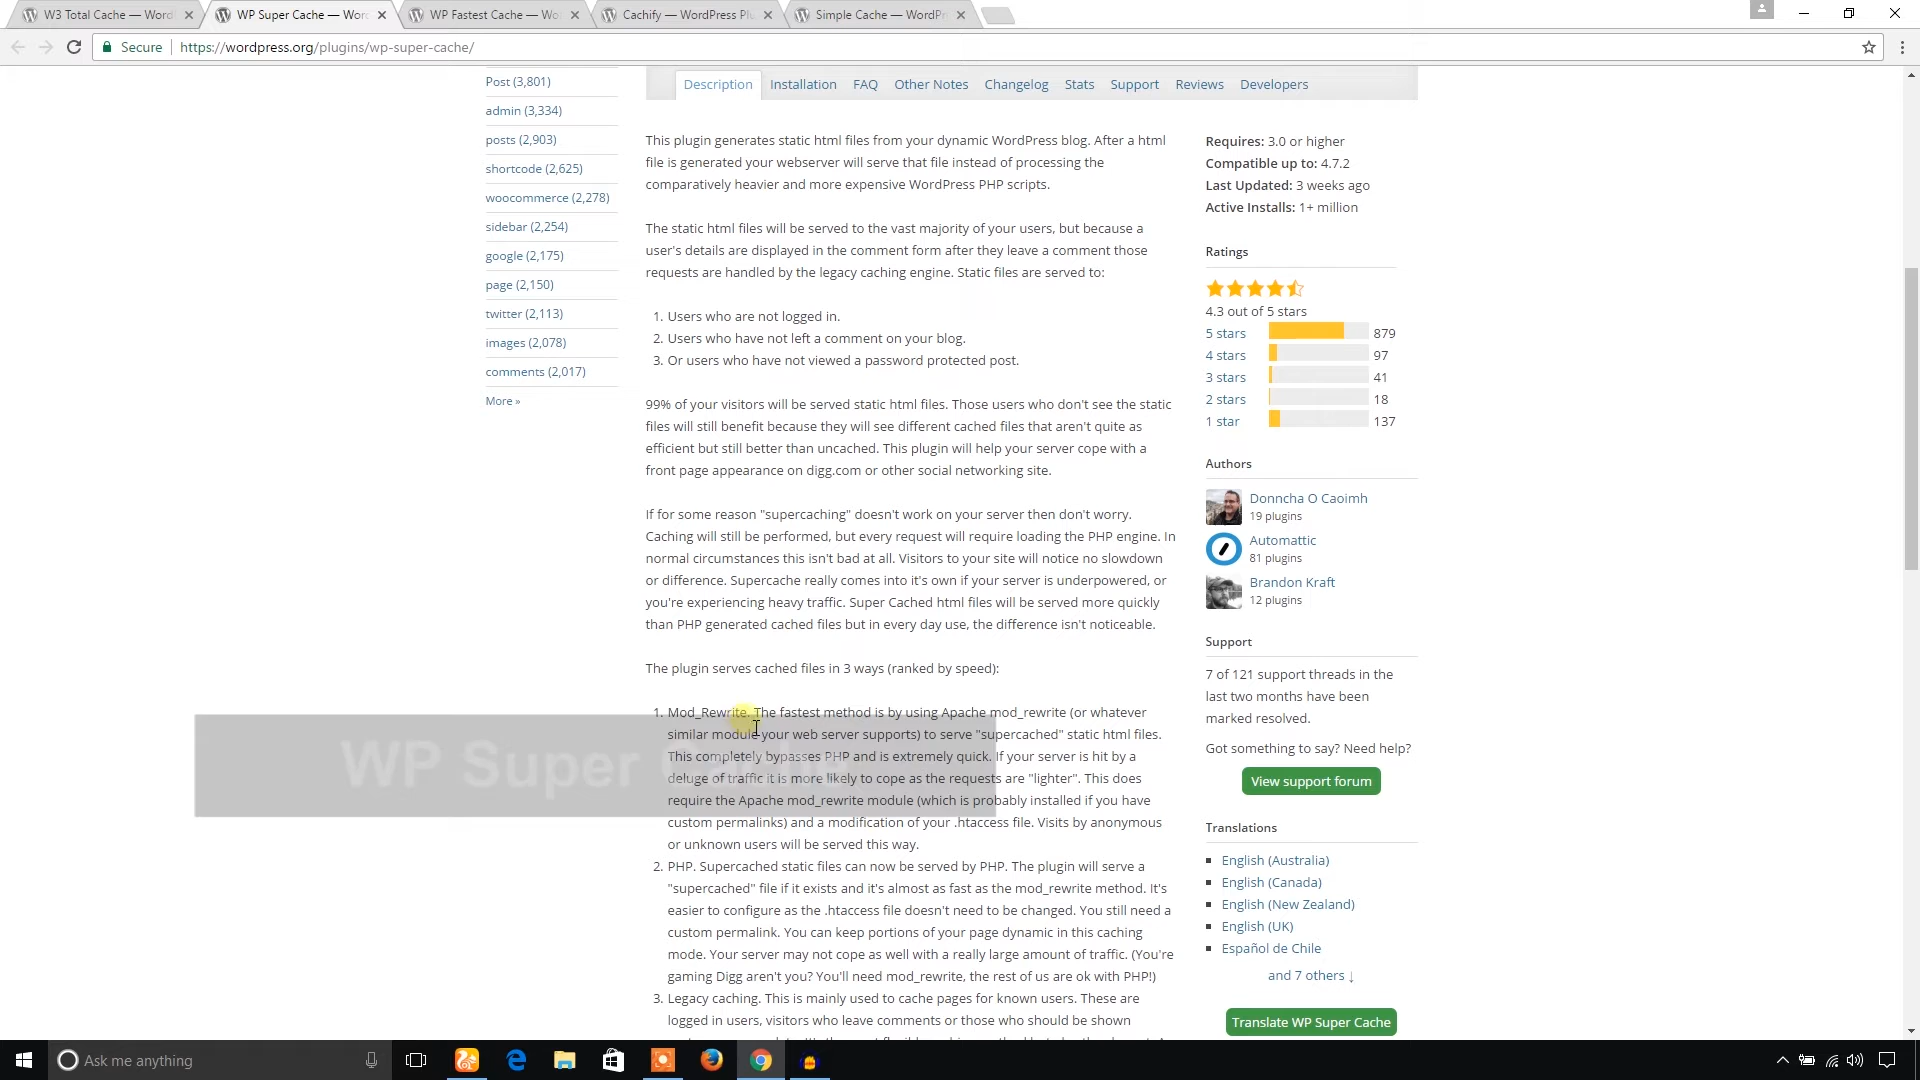 W3 Total Cache — Word
WP Super Cache — Wor
WP Fastest Cache — Wo
Cachify — WordPress Plu
Simple Cache — WordPr
Secure
https://wordpress.org/plugins/wp-super-cache/
Post (3,801)
admin (3,334)
posts (2,903)
shortcode (2,625)
woocommerce (2,278)
sidebar (2,254)
google (2,175)
page (2,150)
twitter (2,113)
images (2,078)
comments (2,017)
More »
Description Installation FAQ Other Notes Changelog Stats Support Reviews Developers
This plugin generates static html files from your dynamic WordPress blog. After a html
file is generated your webserver will serve that file instead of processing the
comparatively heavier and more expensive WordPress PHP scripts.
The static html files will be served to the vast majority of your users, but because a
user's details are displayed in the comment form after they leave a comment those
requests are handled by the legacy caching engine. Static files are served to:
1. Users who are not logged in.
2. Users who have not left a comment on your blog.
3. Or users who have not viewed a password protected post.
99% of your visitors will be served static html files. Those users who don't see the static
files will still benefit because they will see different cached files that aren't quite as
efficient but still better than uncached. This plugin will help your server cope with a
front page appearance on digg.com or other social networking site.
If for some reason "supercaching" doesn't work on your server then don't worry.
Caching will still be performed, but every request will require loading the PHP engine. In
normal circumstances this isn't bad at all. Visitors to your site will notice no slowdown
or difference. Supercache really comes into it's own if your server is underpowered, or
you're experiencing heavy traffic. Super Cached html files will be served more quickly
than PHP generated cached files but in every day use, the difference isn't noticeable.
The plugin serves cached files in 3 ways (ranked by speed):
1. Mod_Rewrite. The fastest method is by using Apache mod_rewrite (or whatever
similar module your web server supports) to serve "supercached" static html files.
This completely bypasses PHP and is extremely quick. If your server is hit by a
deluge of traffic it is more likely to cope as the requests are "lighter". This does
require the Apache mod_rewrite module (which is probably installed if you have
custom permalinks) and a modification of your .htaccess file. Visits by anonymous
or unknown users will be served this way.
2. PHP. Supercached static files can now be served by PHP. The plugin will serve a
"supercached" file if it exists and it's almost as fast as the mod_rewrite method. It's
easier to configure as the .htaccess file doesn't need to be changed. You still need a
custom permalink. You can keep portions of your page dynamic in this caching
mode. Your server may not cope as well with a really large amount of traffic. (You're
gaming Digg aren't you? You'll need mod_rewrite, the rest of us are ok with PHP!)
3. Legacy caching. This is mainly used to cache pages for known users. These are
logged in users, visitors who leave comments or those who should be shown
WP Super Cache
Requires: 3.0 or higher
Compatible up to: 4.7.2
Last Updated: 3 weeks ago
Active Installs: 1+ million
Ratings
4.3 out of 5 stars
5 stars 879
4 stars 97
3 stars 41
2 stars 18
1 star 137
Authors
Donncha O Caoimh
19 plugins
Automattic
81 plugins
Brandon Kraft
12 plugins
Support
7 of 121 support threads in the
last two months have been
marked resolved.
Got something to say? Need help?
View support forum
Translations
English (Australia)
English (Canada)
English (New Zealand)
English (UK)
Español de Chile
and 7 others ↓
Translate WP Super Cache
Ask me anything